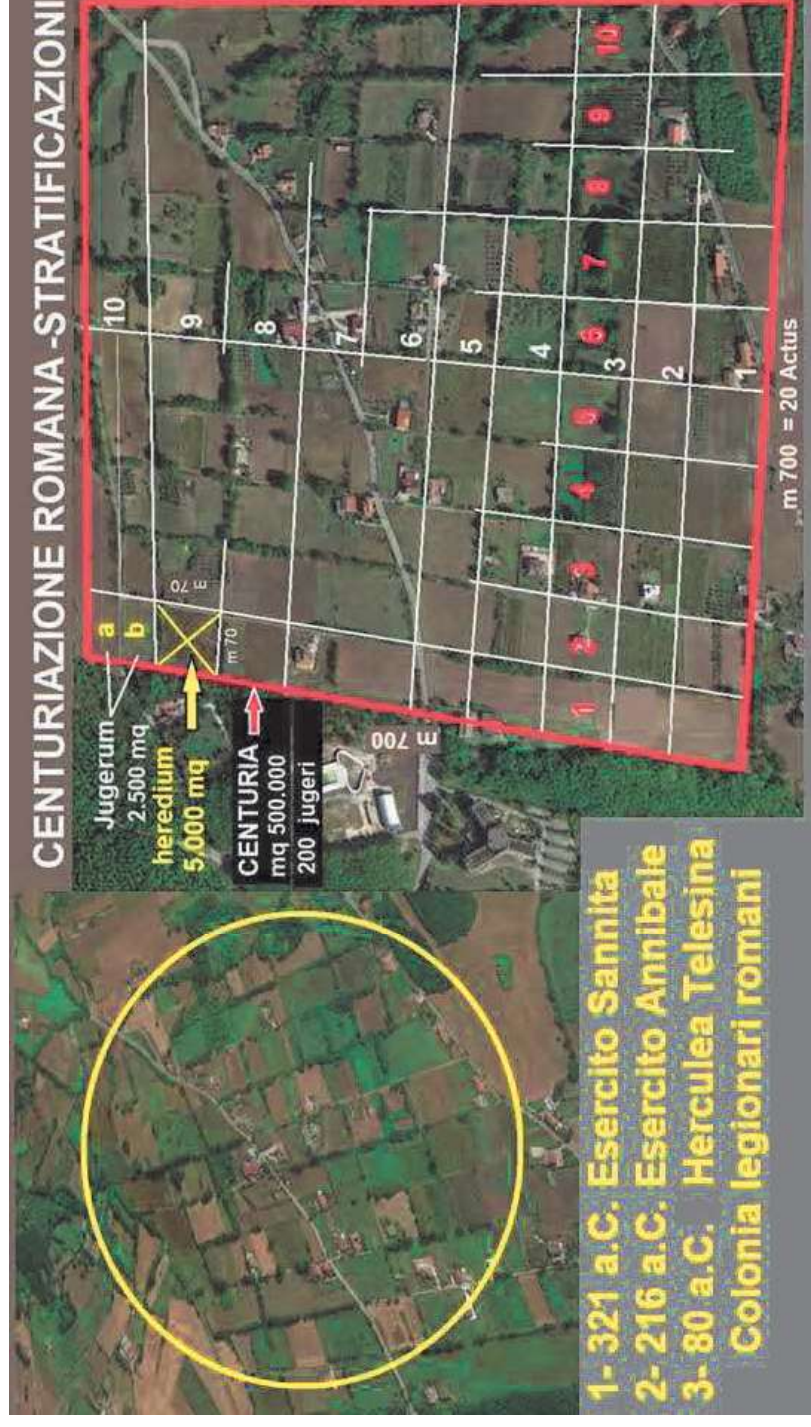 CENTURIAZIONE ROMANA -STRATIFICAZIONI
Jugerum
2.500 mq
a
b
heredium
5.000 mq
m 70
m 70
CENTURIA
mq 500.000
200 jugeri
m 700
10
9
8
7
6
5
4
3
2
1
1
2
3
4
5
6
7
8
9
10
m 700 = 20 Actus
1- 321 a.C. Esercito Sannita
2- 216 a.C. Esercito Annibale
3- 80 a.C. Herculea Telesina
Colonia legionari romani